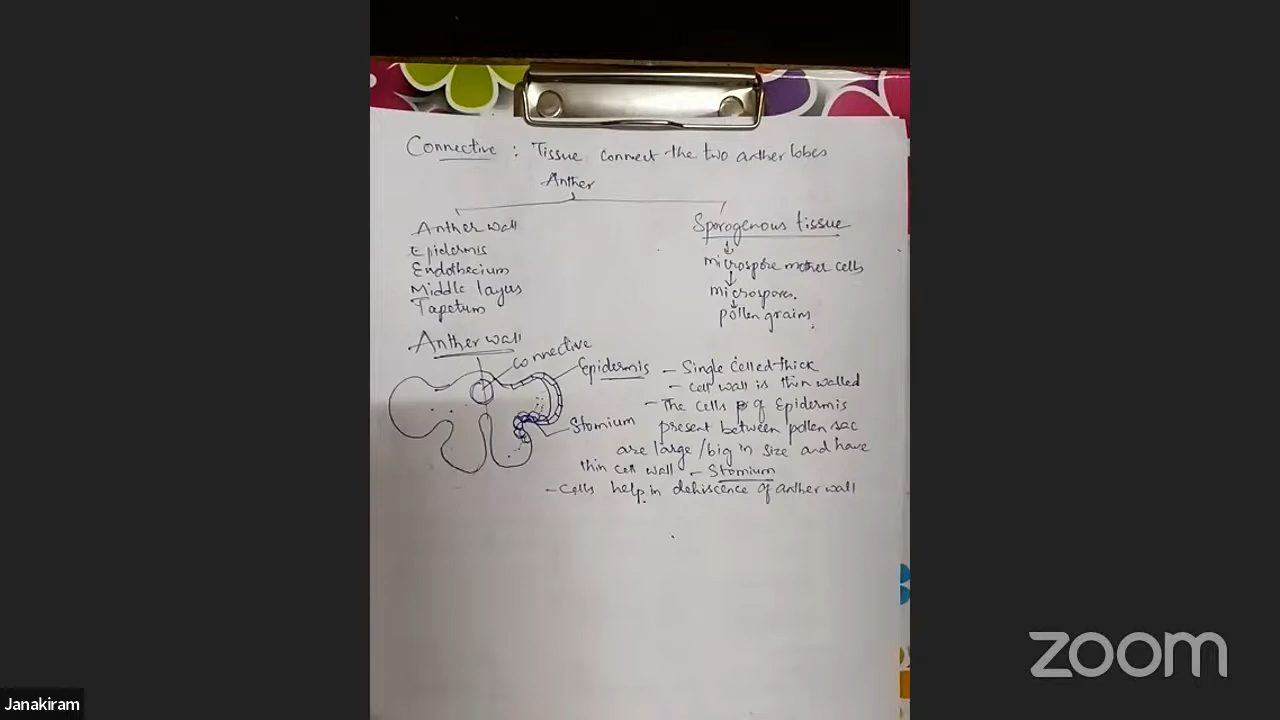 Connective : Tissue connect the two anther lobes
Anther
Anther wall
Epidermis
Endothecium
Middle layers
Tapetum
Sporogenous tissue
microspore mother cells
microspores.
pollen grains
Anther wall
Connective
Epidermis - Single celled thick
- Cell wall is thin walled
- The cells of Epidermis
Stomium
present between pollen sac
are large/big in size and have
thin cell wall - Stomium
- Cells help in dehiscence of anther wall
zoom
Janakiram